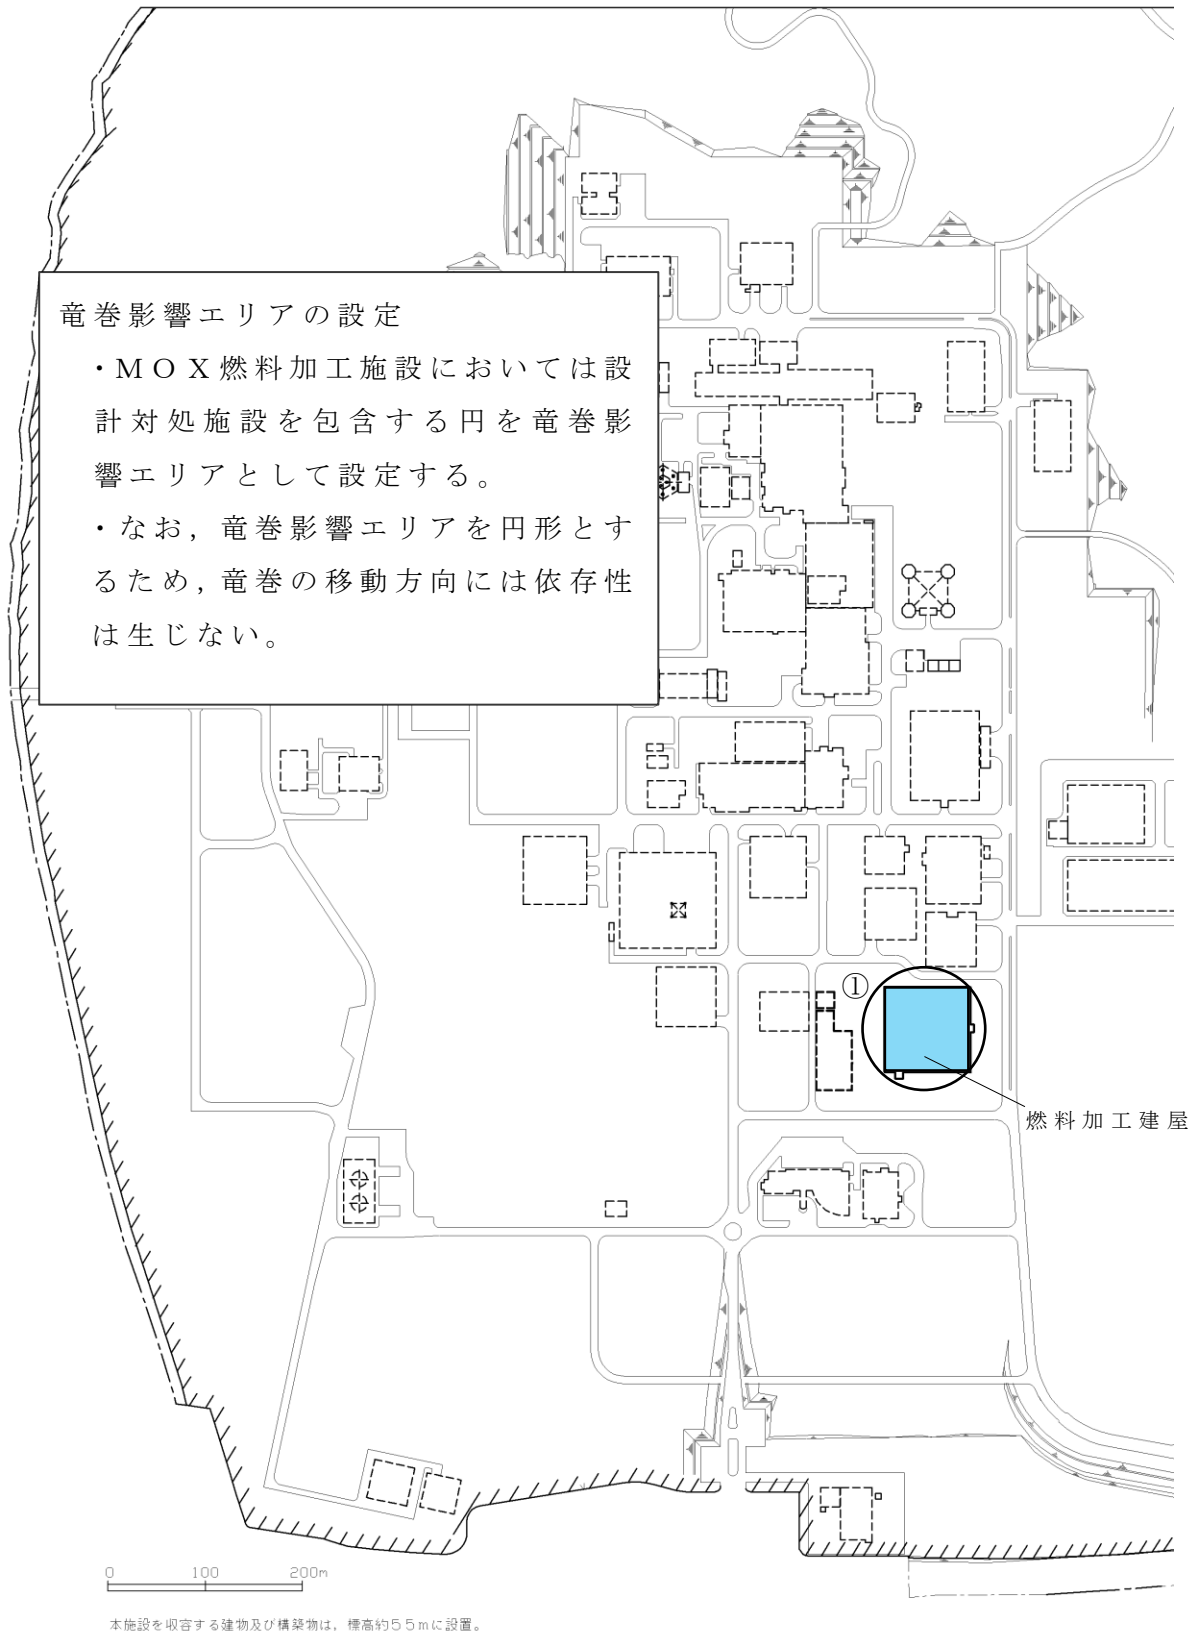 竜巻影響エリアの設定
・MOX燃料加工施設においては設
計対処施設を包含する円を竜巻影
響エリアとして設定する。
・なお，竜巻影響エリアを円形とす
るため，竜巻の移動方向には依存性
は生じない。
①
燃料加工建屋
0 100 200m
本施設を収容する建物及び構築物は，標高約55mに設置。